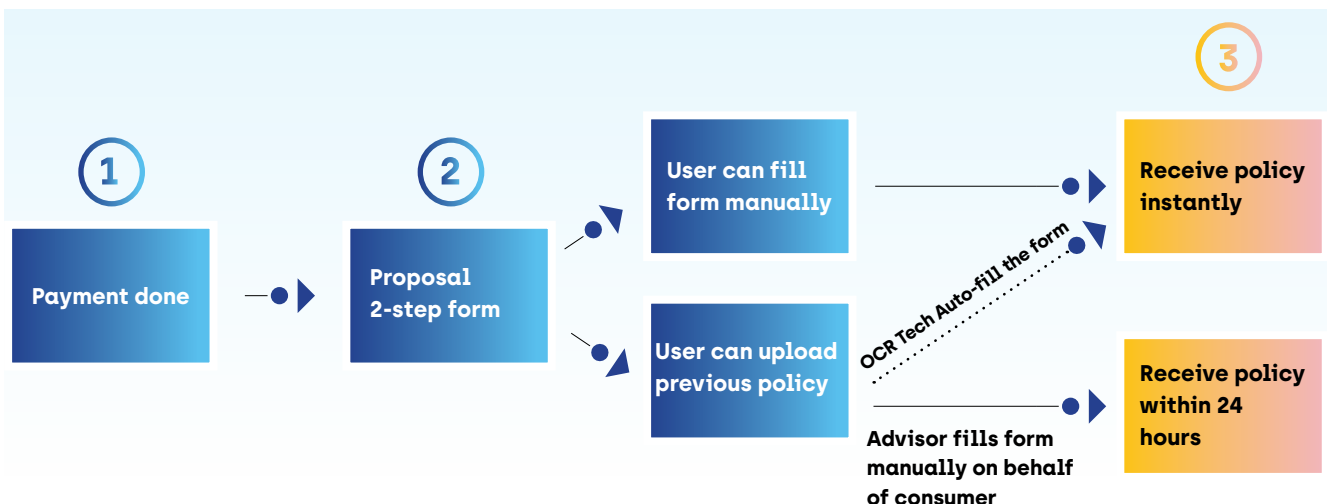 1
Payment done
2
Proposal
2-step form
User can fill
form manually
User can upload
previous policy
OCR Tech Auto-fill the form
Advisor fills form
manually on behalf
of consumer
3
Receive policy
instantly
Receive policy
within 24
hours